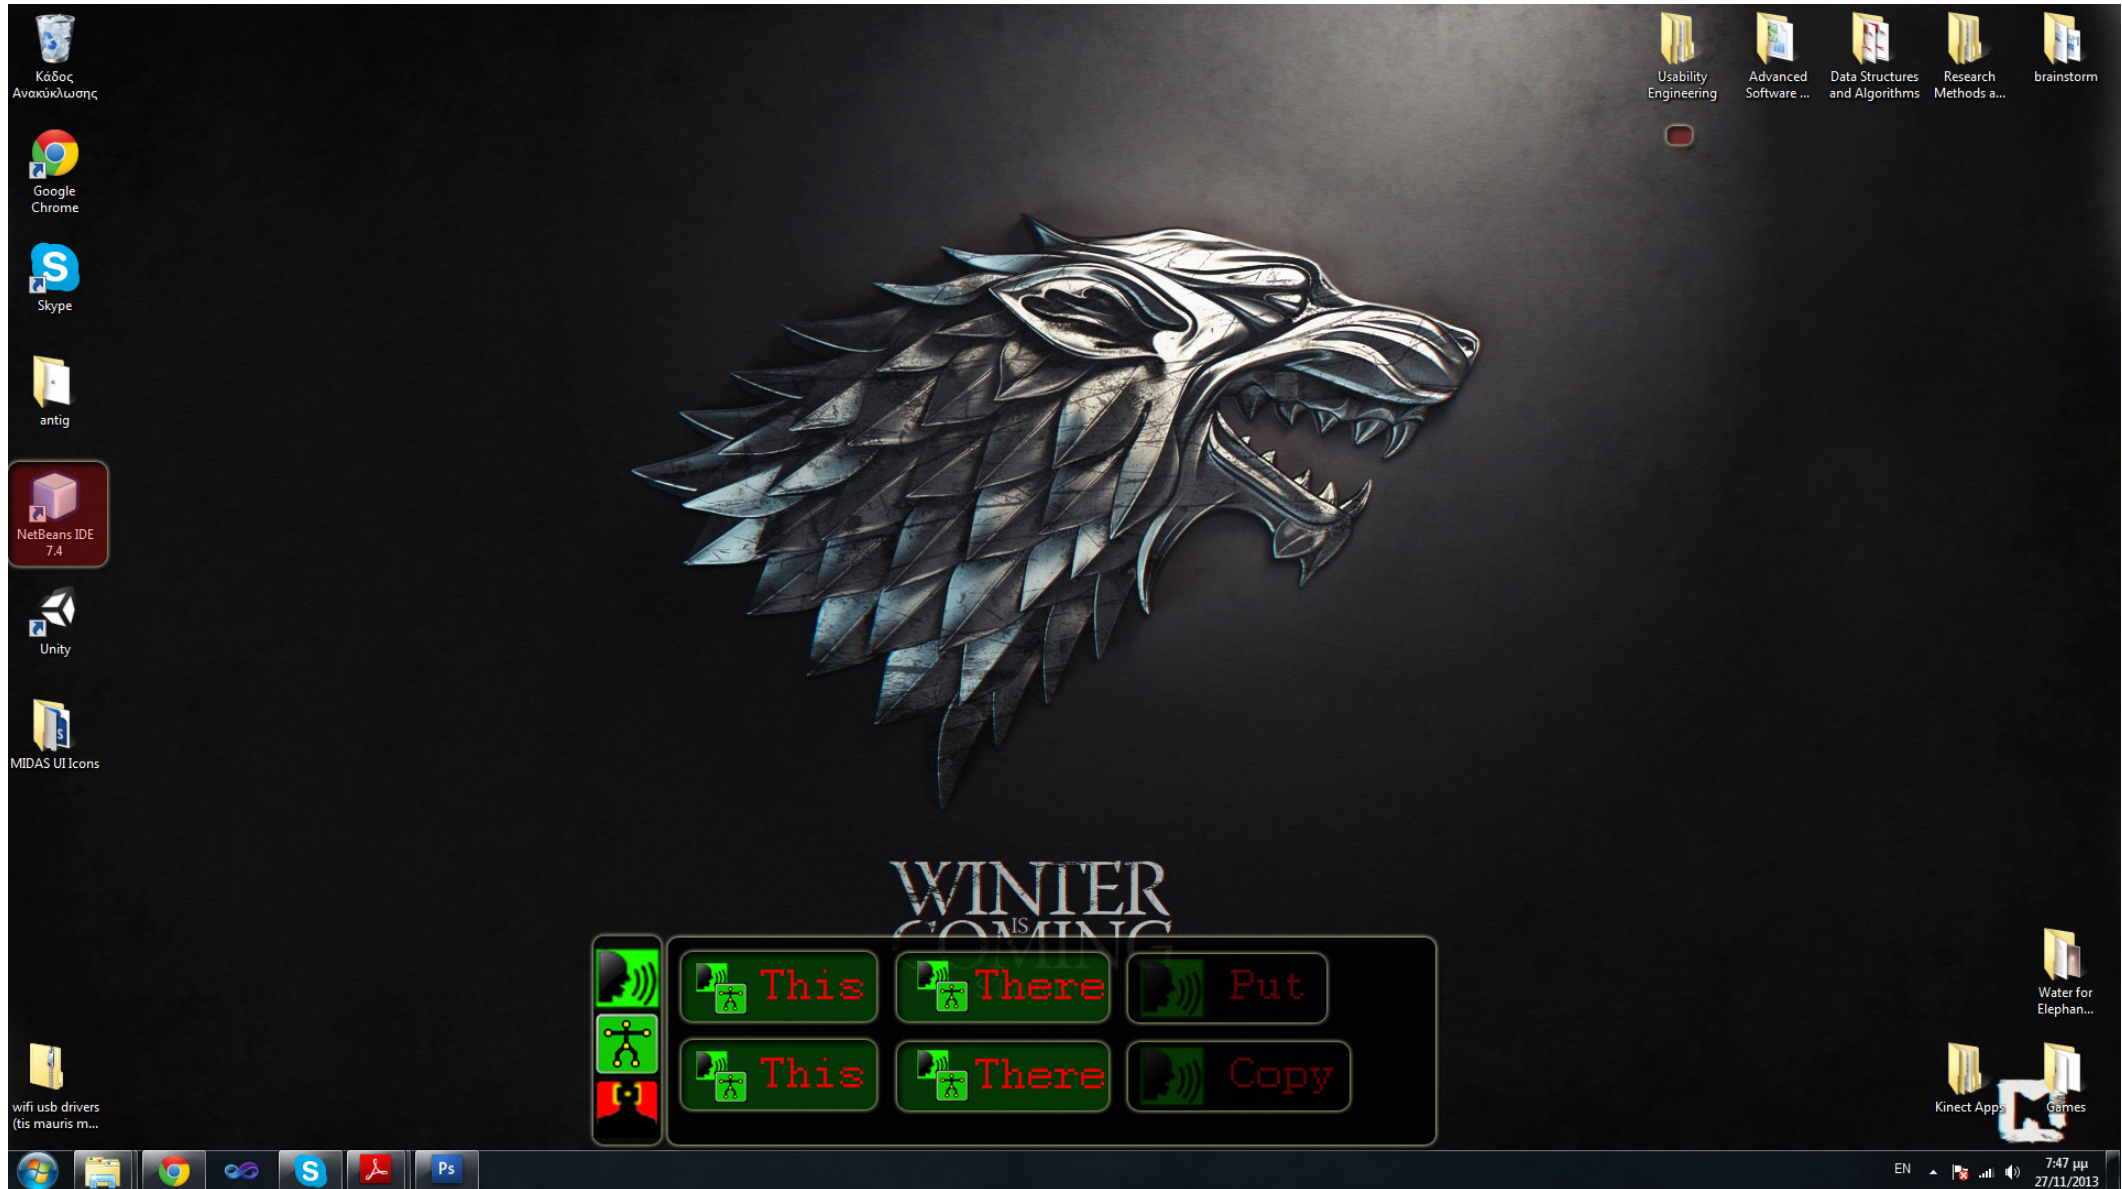 Κάδος
Ανακύκλωσης
Google
Chrome
Skype
antig
NetBeans IDE
7.4
Unity
MIDAS UI Icons
wifi usb drivers
(tis mauris m...
Usability
Engineering
Advanced
Software ...
Data Structures
and Algorithms
Research
Methods a...
brainstorm
WINTER
IS
COMING
This
There
Put
This
There
Copy
Water for
Elephan...
Kinect Apps
Games
Ps
EN
7:47 μμ
27/11/2013